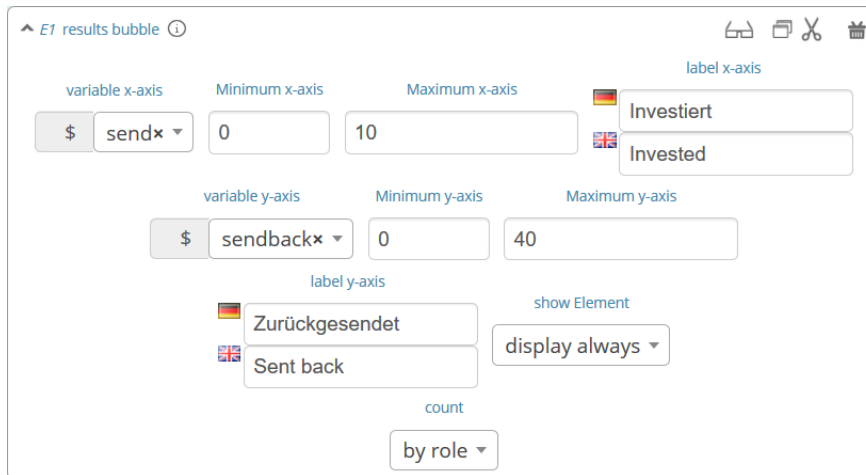 E1 results bubble
label x-axis
variable x-axis Minimum x-axis Maximum x-axis
$ send× 0 10 Investiert
Invested
variable y-axis Minimum y-axis Maximum y-axis
$ sendback× 0 40
label y-axis
show Element
Zurückgesendet
display always
Sent back
count
by role